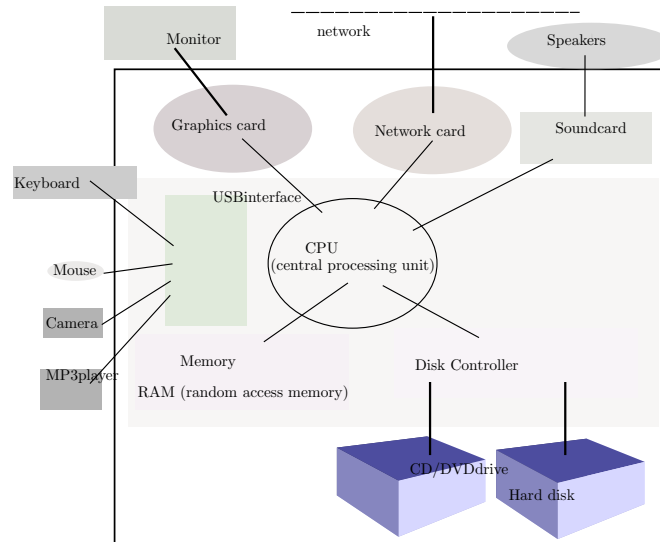 network
Monitor
Speakers
Graphics card
Network card
Soundcard
Keyboard
USBinterface
CPU
(central processing unit)
Mouse
Camera
MP3player
Memory
RAM (random access memory)
Disk Controller
CD/DVDdrive
Hard disk